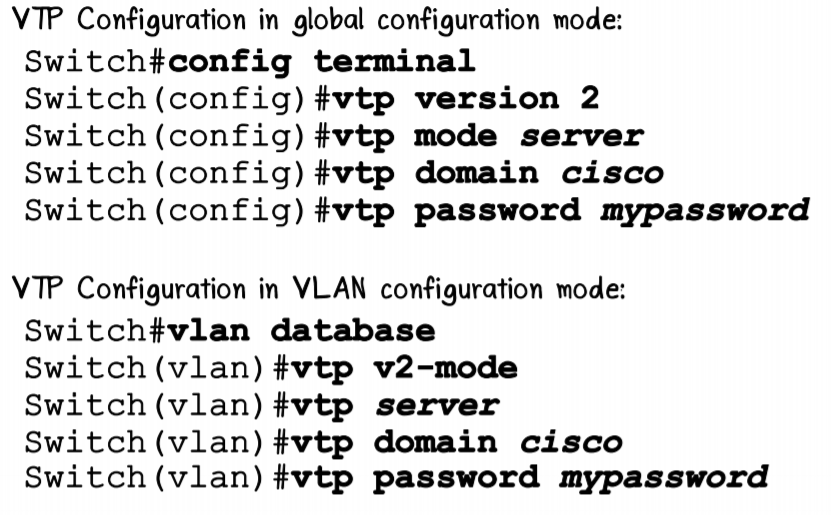 VTP Configuration in global configuration mode:
Switch#config terminal
Switch(config)#vtp version 2
Switch(config)#vtp mode server
Switch(config)#vtp domain cisco
Switch(config)#vtp password mypassword
VTP Configuration in VLAN configuration mode:
Switch#vlan database
Switch(vlan)#vtp v2-mode
Switch(vlan)#vtp server
Switch(vlan)#vtp domain cisco
Switch(vlan)#vtp password mypassword